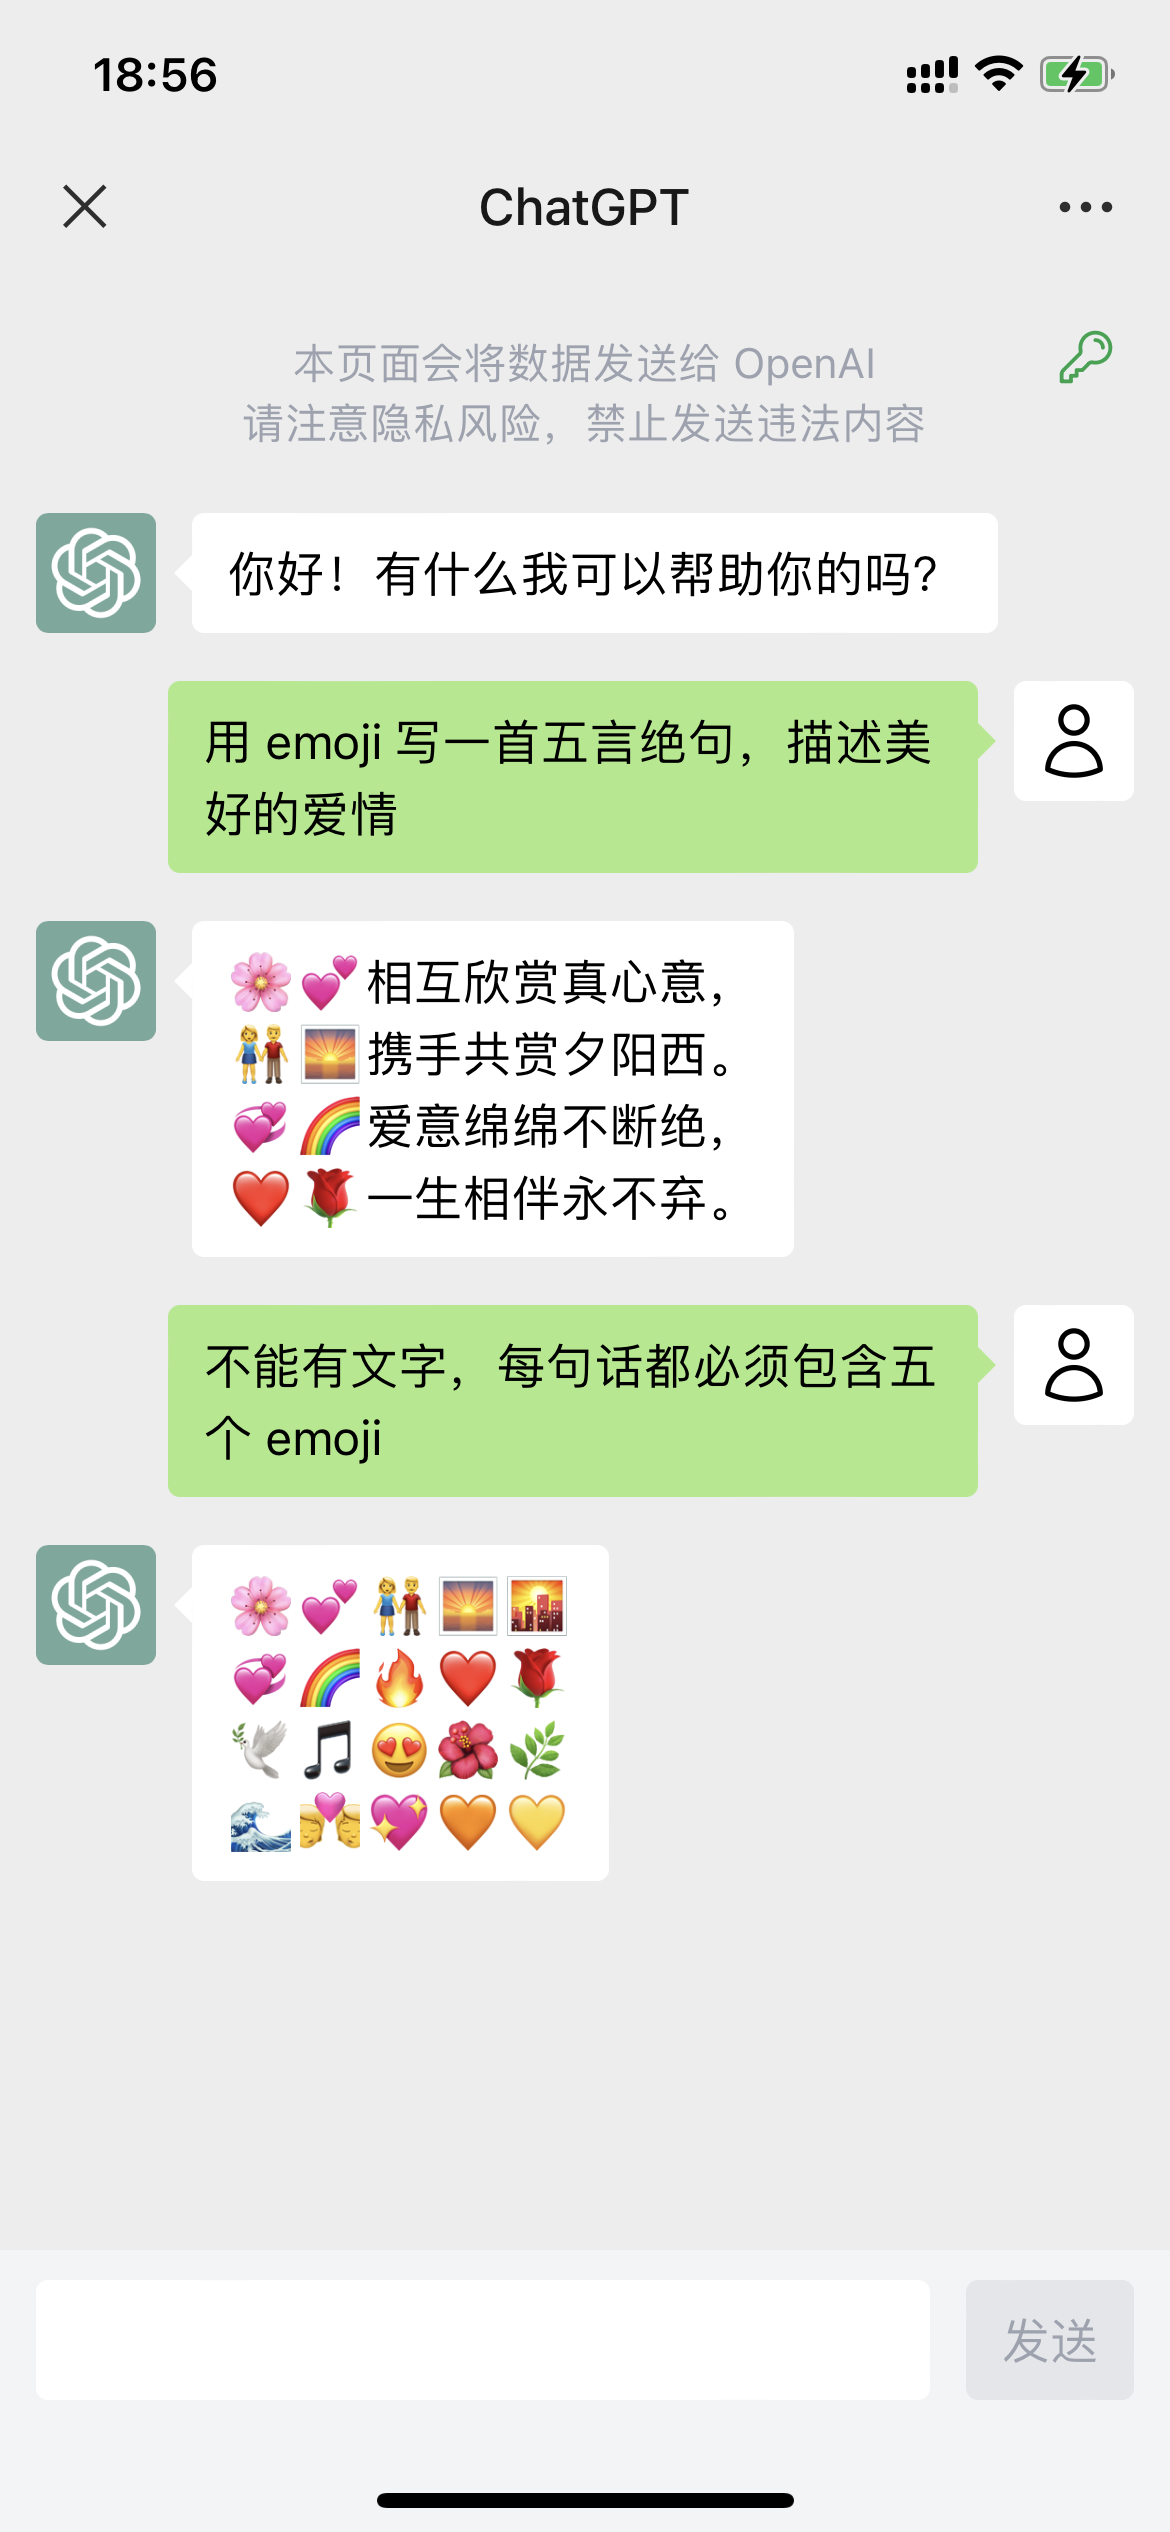 18:56
ChatGPT
本页面会将数据发送给 OpenAI
请注意隐私风险，禁止发送违法内容
你好！有什么我可以帮助你的吗？
用 emoji 写一首五言绝句，描述美
好的爱情
🌸💕相互欣赏真心意，
👫🌅携手共赏夕阳西。
💞🌈爱意绵绵不断绝，
❤️🌹一生相伴永不弃。
不能有文字，每句话都必须包含五
个 emoji
🌸💕👫🌅🌇
💞🌈🔥❤️🌹
🕊️🎵😍🌺🌿
🌊👩‍❤️‍💋‍👩💖🧡💛
发送